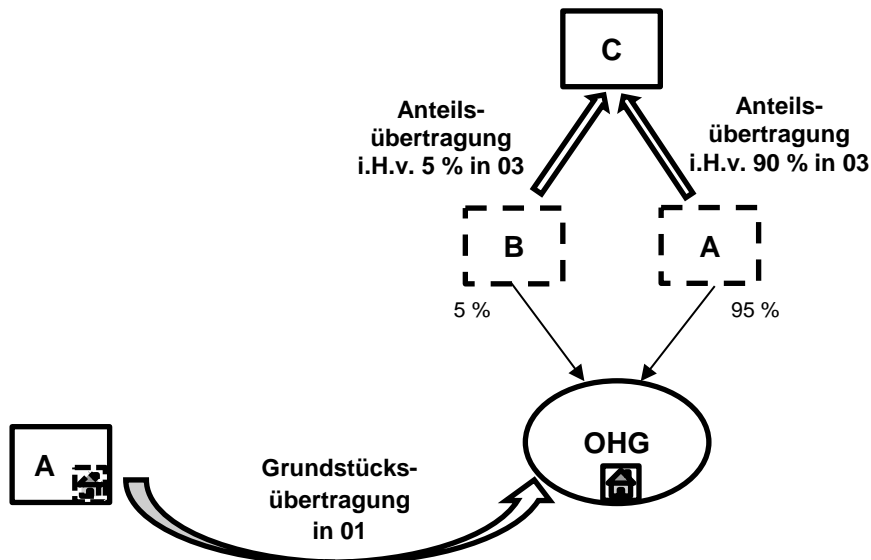 C
Anteils-
übertragung
i.H.v. 5 % in 03
Anteils-
übertragung
i.H.v. 90 % in 03
B
A
5 %
95 %
OHG
A
Grundstücks-
übertragung
in 01